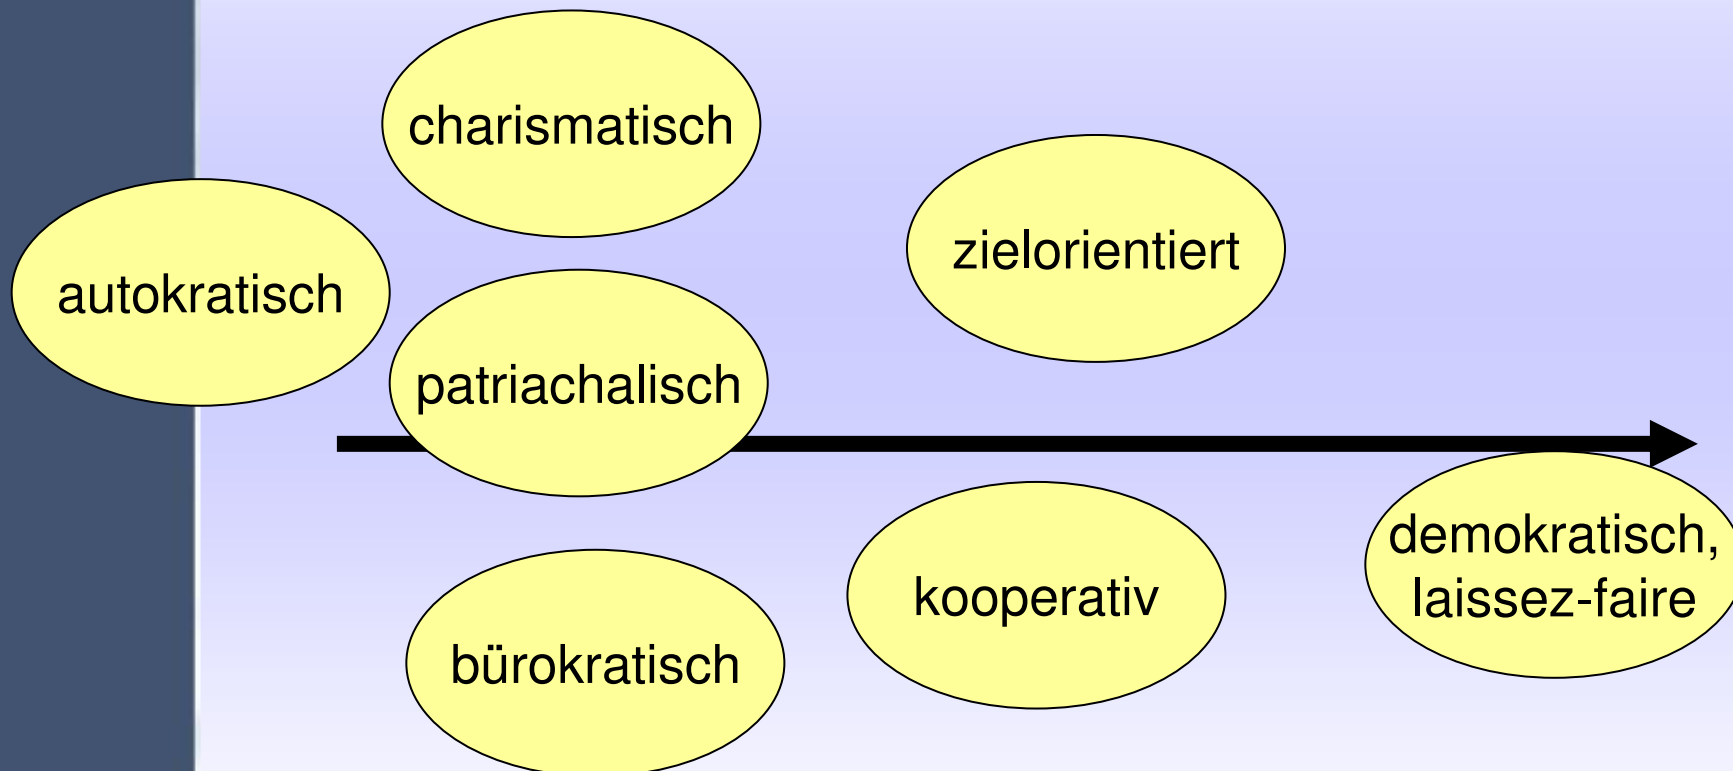 charismatisch
zielorientiert
autokratisch
patriachalisch
demokratisch,
laissez-faire
kooperativ
bürokratisch